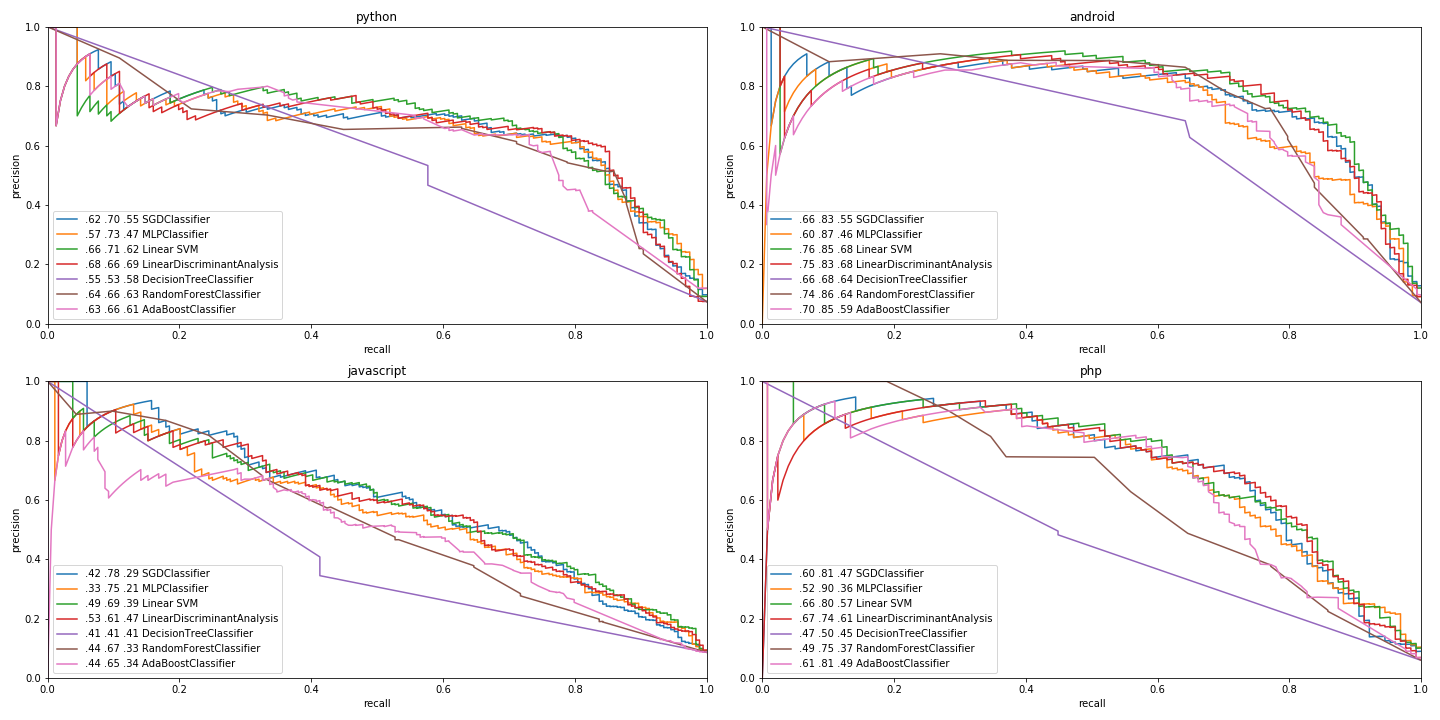 python
1.0
0.8
0.6
0.4
0.2
0.0
precision
.62 .70 .55 SGDClassifier
.57 .73 .47 MLPClassifier
.66 .71 .62 Linear SVM
.68 .66 .69 LinearDiscriminantAnalysis
.55 .53 .58 DecisionTreeClassifier
.64 .66 .63 RandomForestClassifier
.63 .66 .61 AdaBoostClassifier
0.0 0.2 0.4 0.6 0.8 1.0
recall
android
1.0
0.8
0.6
0.4
0.2
0.0
precision
.66 .83 .55 SGDClassifier
.60 .87 .46 MLPClassifier
.76 .85 .68 Linear SVM
.75 .83 .68 LinearDiscriminantAnalysis
.66 .68 .64 DecisionTreeClassifier
.74 .86 .64 RandomForestClassifier
.70 .85 .59 AdaBoostClassifier
0.0 0.2 0.4 0.6 0.8 1.0
recall
javascript
1.0
0.8
0.6
0.4
0.2
0.0
precision
.42 .78 .29 SGDClassifier
.33 .75 .21 MLPClassifier
.49 .69 .39 Linear SVM
.53 .61 .47 LinearDiscriminantAnalysis
.41 .41 .41 DecisionTreeClassifier
.44 .67 .33 RandomForestClassifier
.44 .65 .34 AdaBoostClassifier
0.0 0.2 0.4 0.6 0.8 1.0
recall
php
1.0
0.8
0.6
0.4
0.2
0.0
precision
.60 .81 .47 SGDClassifier
.52 .90 .36 MLPClassifier
.66 .80 .57 Linear SVM
.67 .74 .61 LinearDiscriminantAnalysis
.47 .50 .45 DecisionTreeClassifier
.49 .75 .37 RandomForestClassifier
.61 .81 .49 AdaBoostClassifier
0.0 0.2 0.4 0.6 0.8 1.0
recall